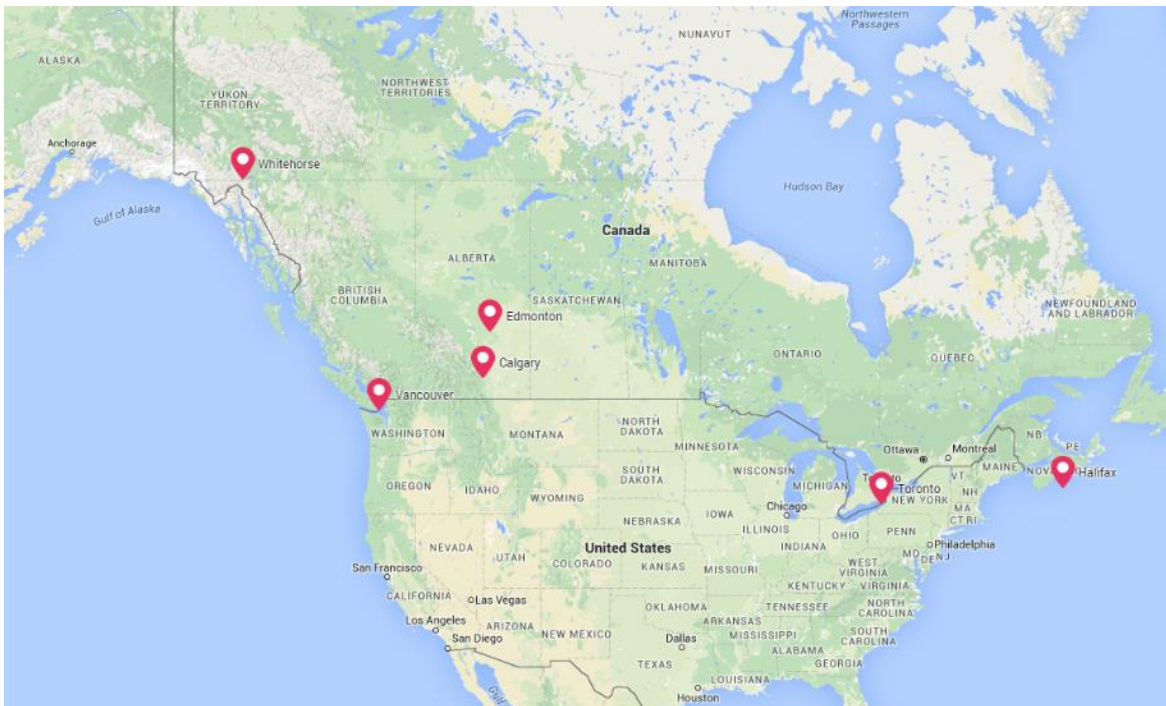 Northwestern
Passages
NUNAVUT
ALASKA
NORTHWEST
TERRITORIES
YUKON
TERRITORY
Anchorage
Whitehorse
Hudson Bay
Gulf of Alaska
Canada
ALBERTA
MANITOBA
BRITISH
COLUMBIA
SASKATCHEWAN
NEWFOUNDLAND
AND LABRADOR
Edmonton
ONTARIO
QUEBEC
Calgary
Vancouver
WASHINGTON
MONTANA
NORTH
DAKOTA
MINNESOTA
NB
PE
Ottawa
Montreal
MAINE
NOV
Halifax
OREGON
IDAHO
WYOMING
SOUTH
DAKOTA
WISCONSIN
MICHIGAN
Toronto
VT
NH
NEW YORK
MA
CT RI
Chicago
IOWA
NEBRASKA
ILLINOIS
INDIANA
OHIO
PENN
Philadelphia
MD
DE
NJ
NEVADA
UTAH
COLORADO
United States
KANSAS
MISSOURI
WEST
VIRGINIA
KENTUCKY
VIRGINIA
San Francisco
CALIFORNIA
Las Vegas
OKLAHOMA
TENNESSEE
NORTH
CAROLINA
Los Angeles
ARIZONA
NEW MEXICO
ARKANSAS
MISSISSIPPI
SOUTH
CAROLINA
San Diego
Dallas
ALABAMA
GEORGIA
TEXAS
LOUISIANA
Houston